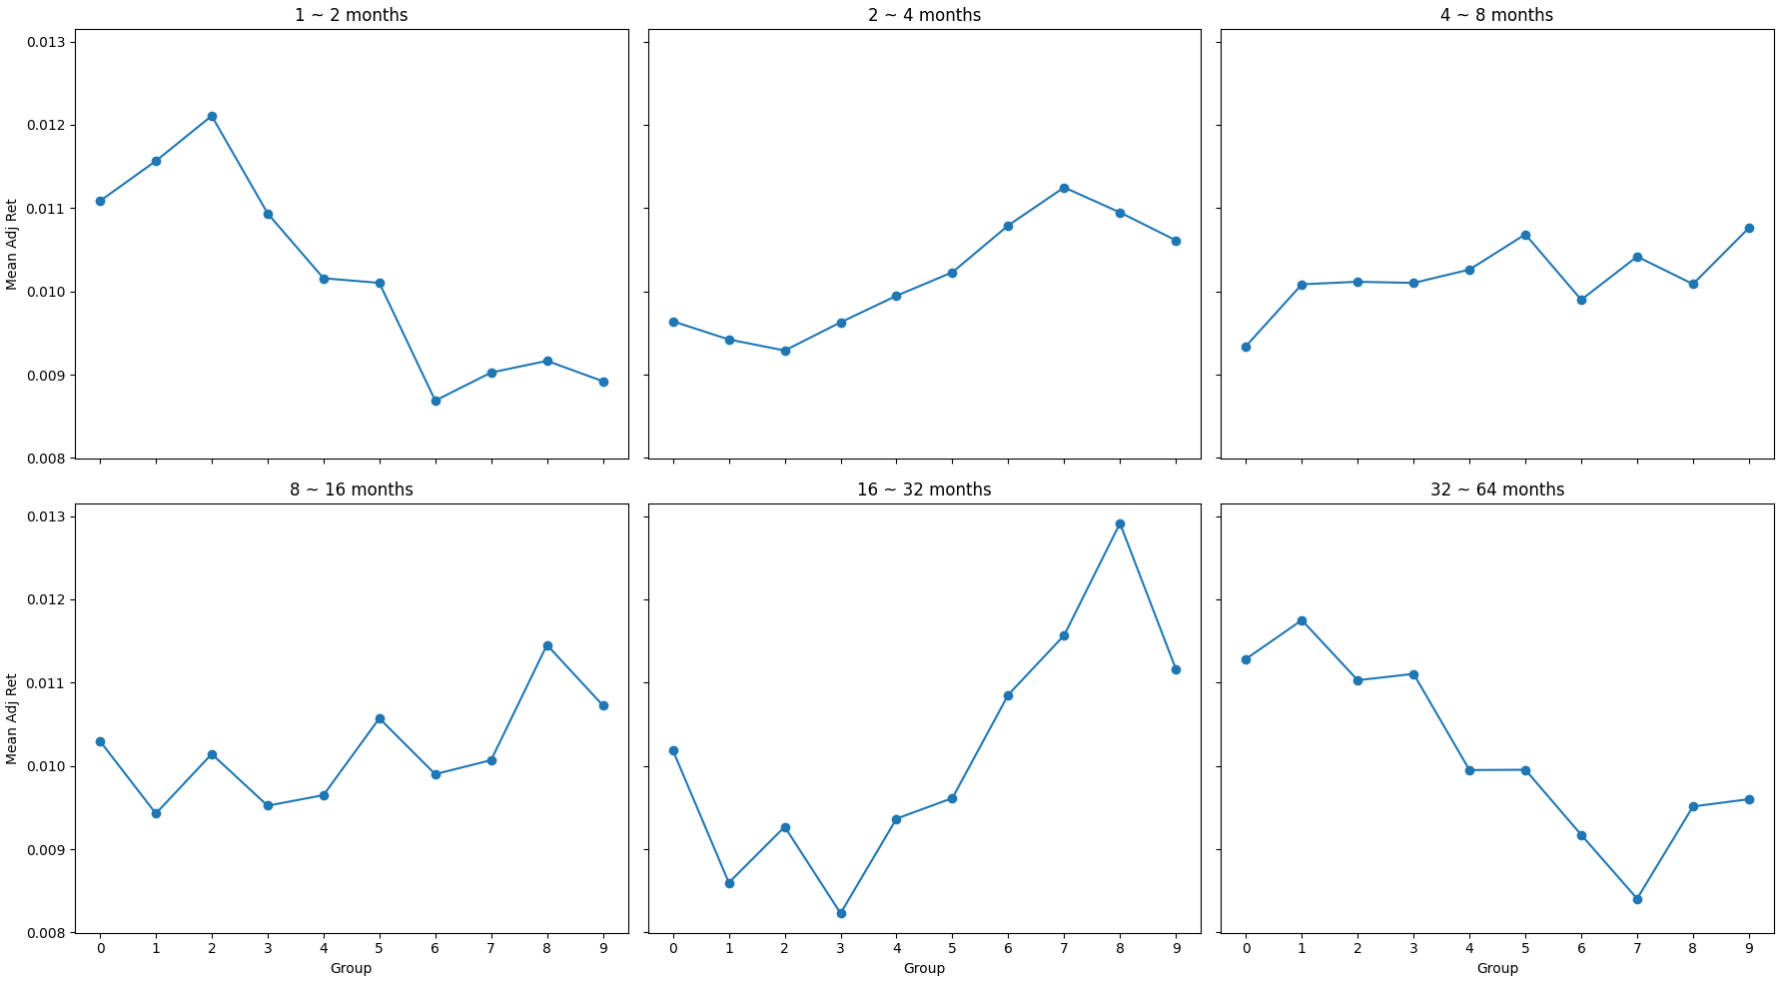 1 ~ 2 months
2 ~ 4 months
4 ~ 8 months
Mean Adj Ret
0.013
0.012
0.011
0.010
0.009
0.008
8 ~ 16 months
16 ~ 32 months
32 ~ 64 months
Mean Adj Ret
0.013
0.012
0.011
0.010
0.009
0.008
0 1 2 3 4 5 6 7 8 9
Group
0 1 2 3 4 5 6 7 8 9
Group
0 1 2 3 4 5 6 7 8 9
Group